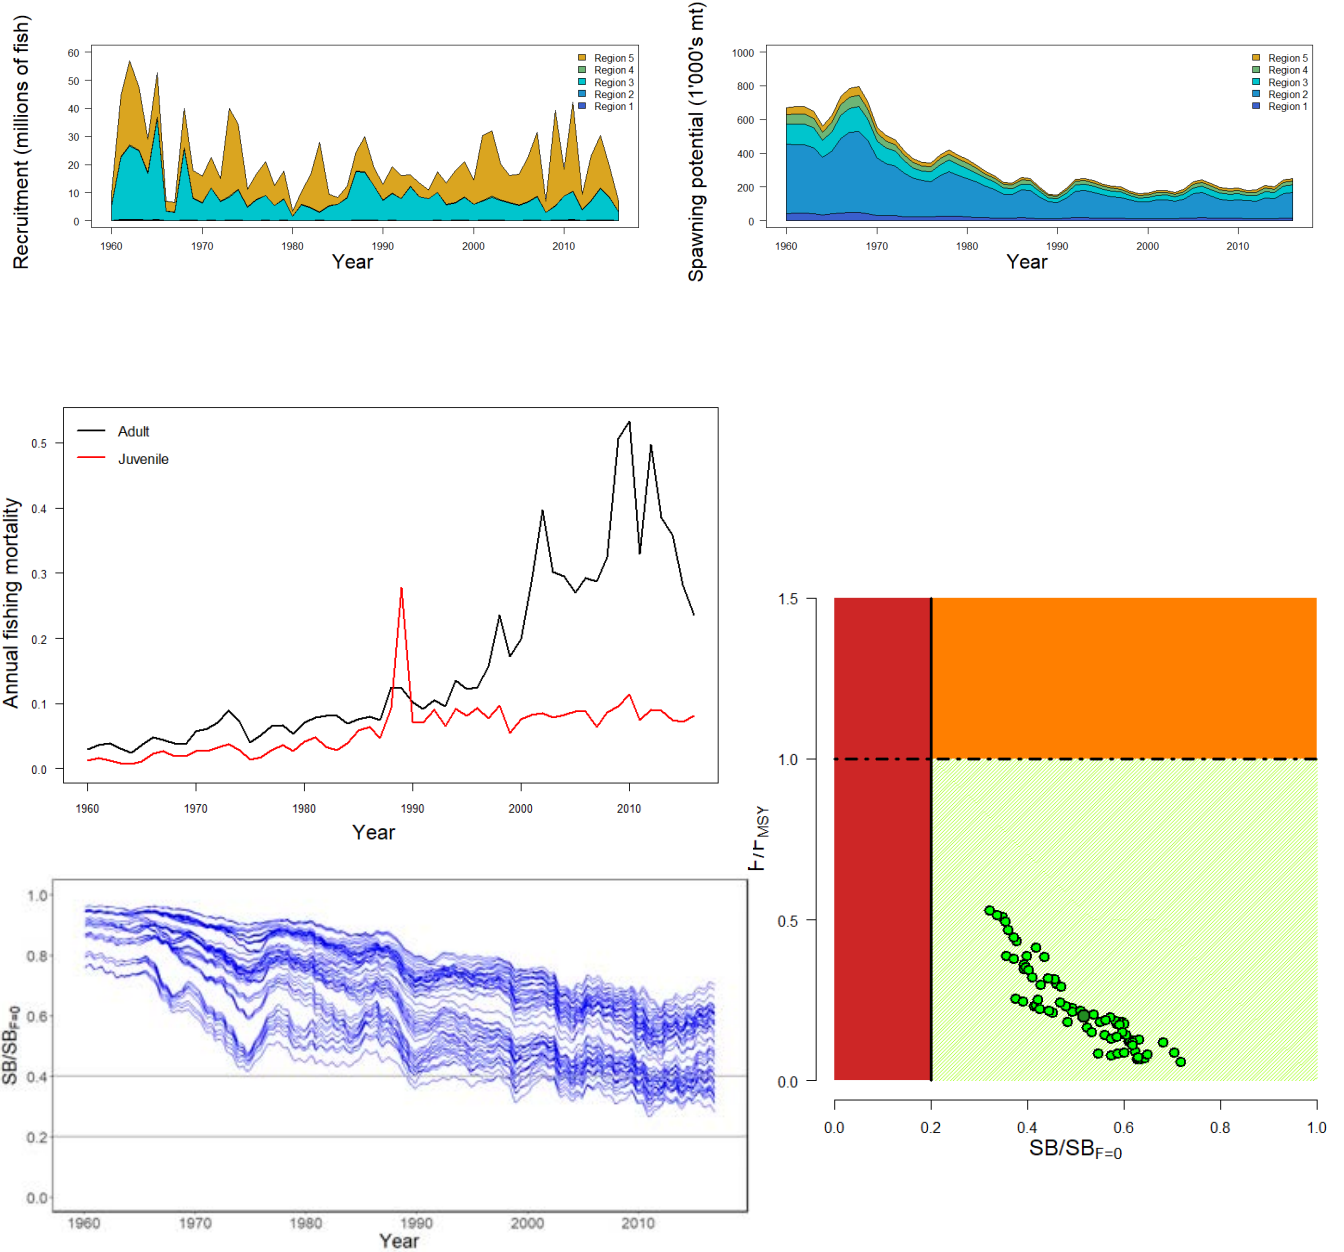 Recruitment (millions of fish)
60
50
40
30
20
10
0
Region 5
Region 4
Region 3
Region 2
Region 1
1960 1970 1980 1990 2000 2010
Year
Spawning potential (1'000's mt)
1000
800
600
400
200
0
Region 5
Region 4
Region 3
Region 2
Region 1
1960 1970 1980 1990 2000 2010
Year
Annual fishing mortality
Adult
Juvenile
0.5
0.4
0.3
0.2
0.1
0.0
1960 1970 1980 1990 2000 2010
Year
SB/SBF=0
1.0
0.8
0.6
0.4
0.2
0.0
1960 1970 1980 1990 2000 2010
Year
F/FMSY
1.5
1.0
0.5
0.0
0.0 0.2 0.4 0.6 0.8 1.0
SB/SBF=0